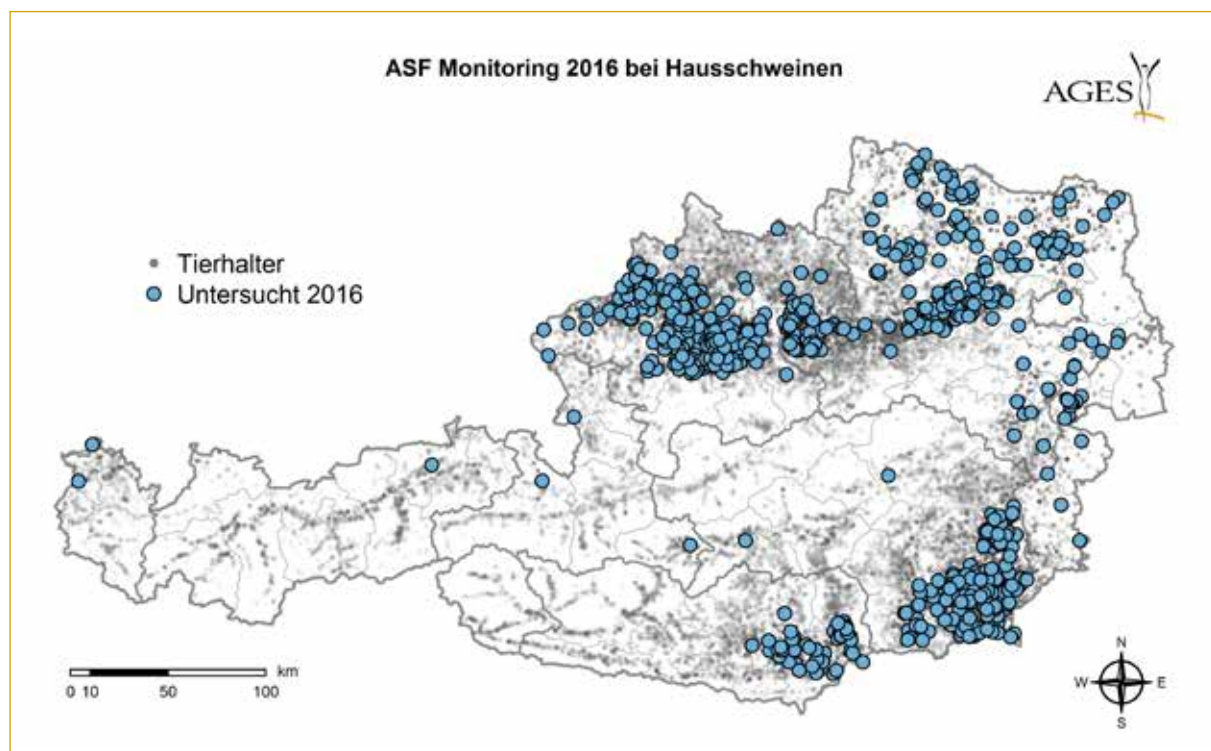 ASF Monitoring 2016 bei Hausschweinen
AGES
Tierhalter
Untersucht 2016
km
0 10 50 100
N
W E
S